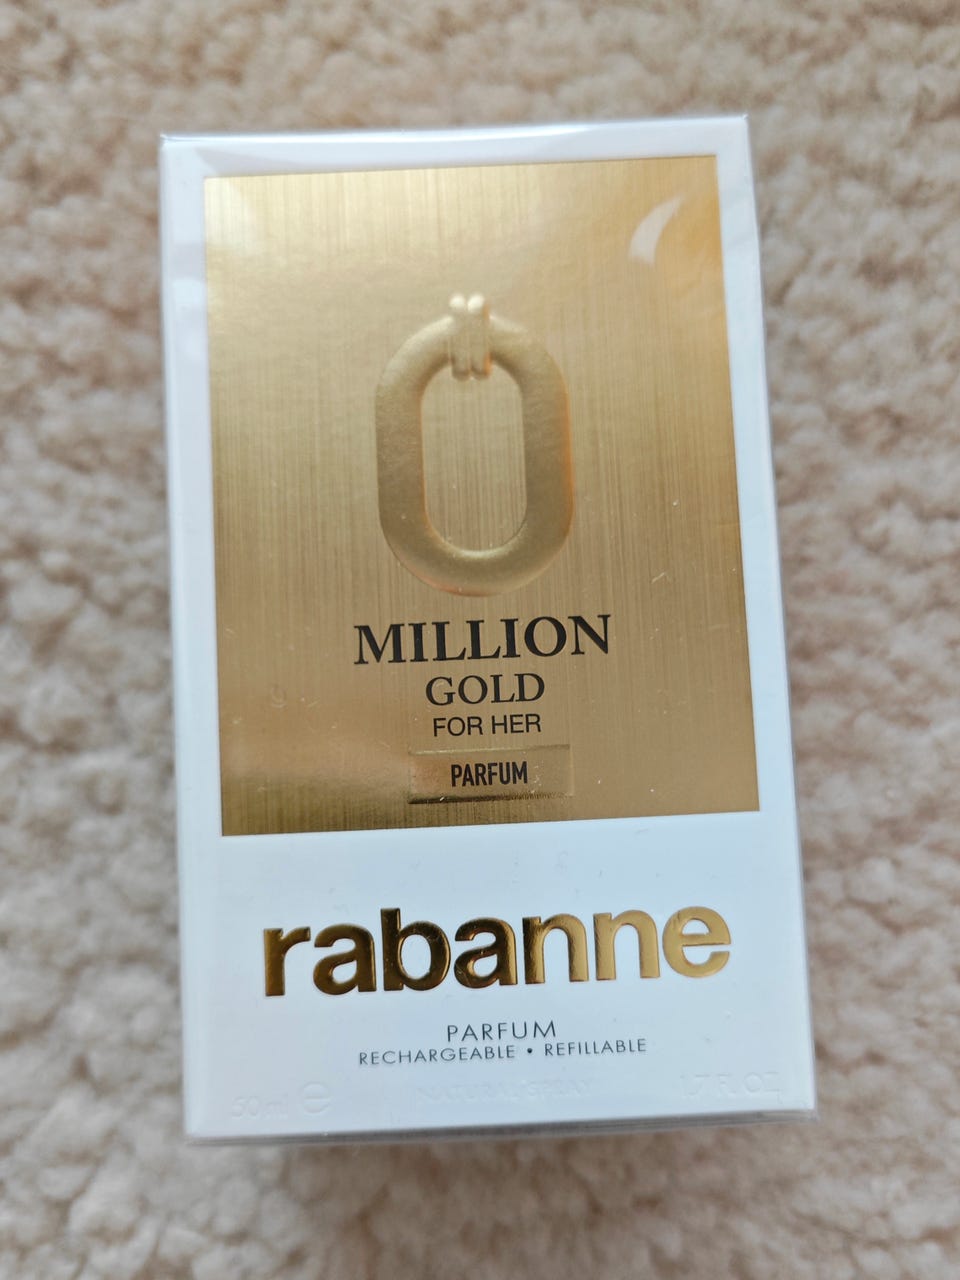 MILLION
GOLD
FOR HER
PARFUM
rabanne
PARFUM
RECHARGEABLE • REFILLABLE
50 ml ℮ NATURAL SPRAY 1.7 FL OZ